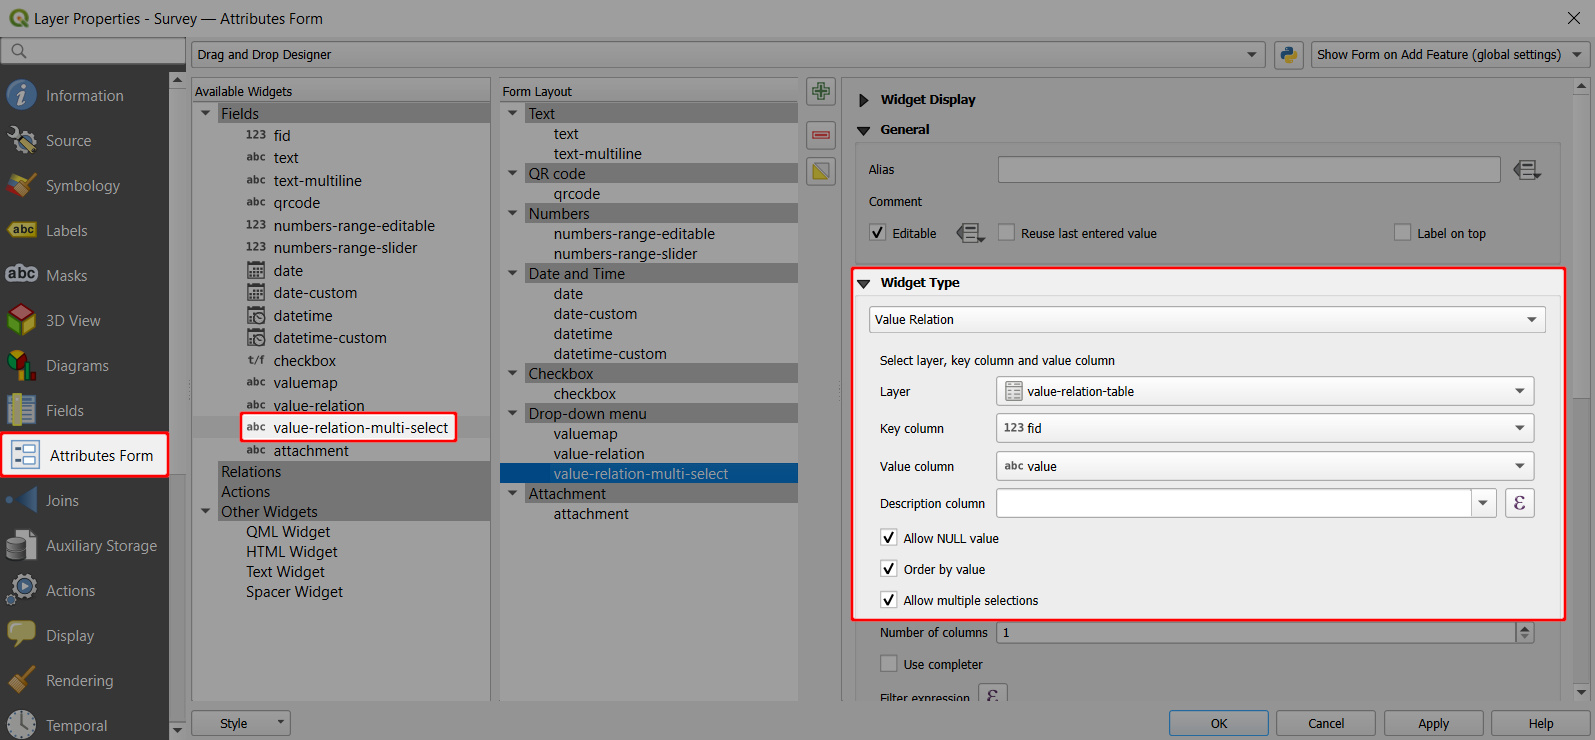 Layer Properties - Survey — Attributes Form
Drag and Drop Designer
Show Form on Add Feature (global settings)
Information
Source
Symbology
abc Labels
abc Masks
3D View
Diagrams
Fields
Attributes Form
Joins
Auxiliary Storage
Actions
Display
Rendering
Temporal
Available Widgets
Fields
123 fid
abc text
abc text-multiline
abc qrcode
123 numbers-range-editable
123 numbers-range-slider
date
date-custom
datetime
datetime-custom
t/f checkbox
abc valuemap
abc value-relation
abc value-relation-multi-select
abc attachment
Relations
Actions
Other Widgets
QML Widget
HTML Widget
Text Widget
Spacer Widget
Form Layout
Text
text
text-multiline
QR code
qrcode
Numbers
numbers-range-editable
numbers-range-slider
Date and Time
date
date-custom
datetime
datetime-custom
Checkbox
checkbox
Drop-down menu
valuemap
value-relation
value-relation-multi-select
Attachment
attachment
Widget Display
General
Alias
Comment
Editable
Reuse last entered value
Label on top
Widget Type
Value Relation
Select layer, key column and value column
Layer value-relation-table
Key column 123 fid
Value column abc value
Description column ε
Allow NULL value
Order by value
Allow multiple selections
Number of columns 1
Use completer
Filter expression ε
Style
OK
Cancel
Apply
Help